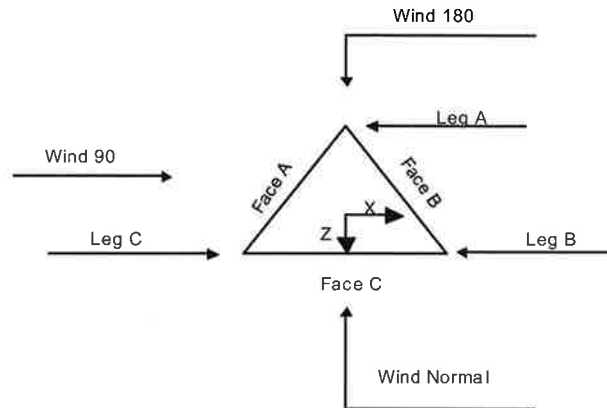 Wind 180
Leg A
Wind 90
Face A
Face B
X
Z
Leg C
Leg B
Face C
Wind Normal